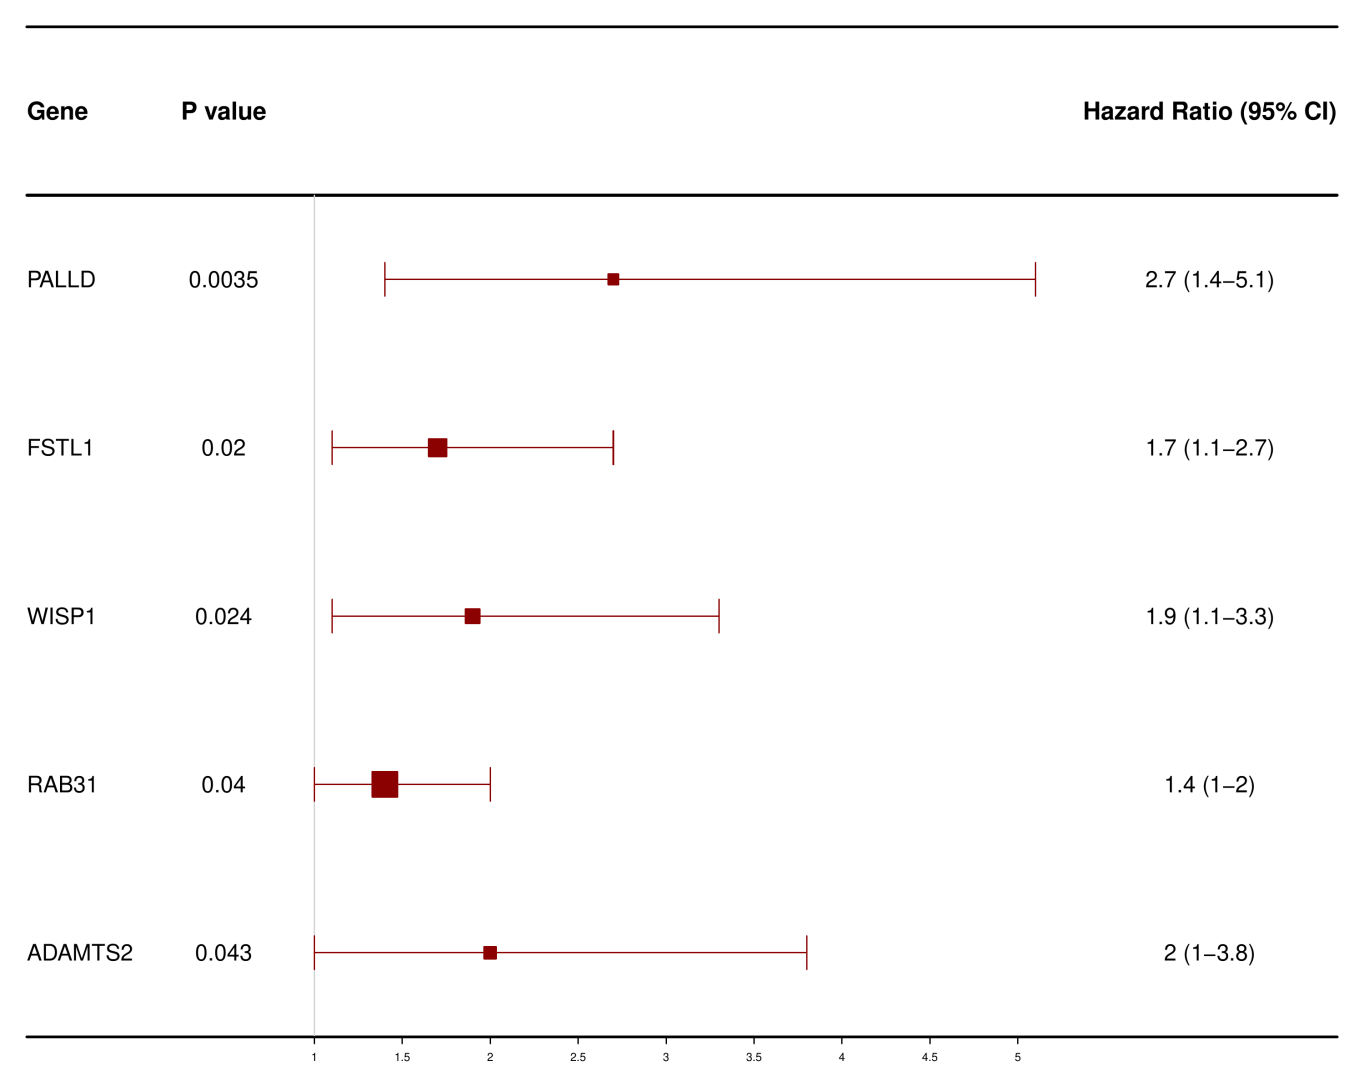 Gene P value Hazard Ratio (95% CI)
PALLD 0.0035 2.7 (1.4–5.1)
FSTL1 0.02 1.7 (1.1–2.7)
WISP1 0.024 1.9 (1.1–3.3)
RAB31 0.04 1.4 (1–2)
ADAMTS2 0.043 2 (1–3.8)
1 1.5 2 2.5 3 3.5 4 4.5 5